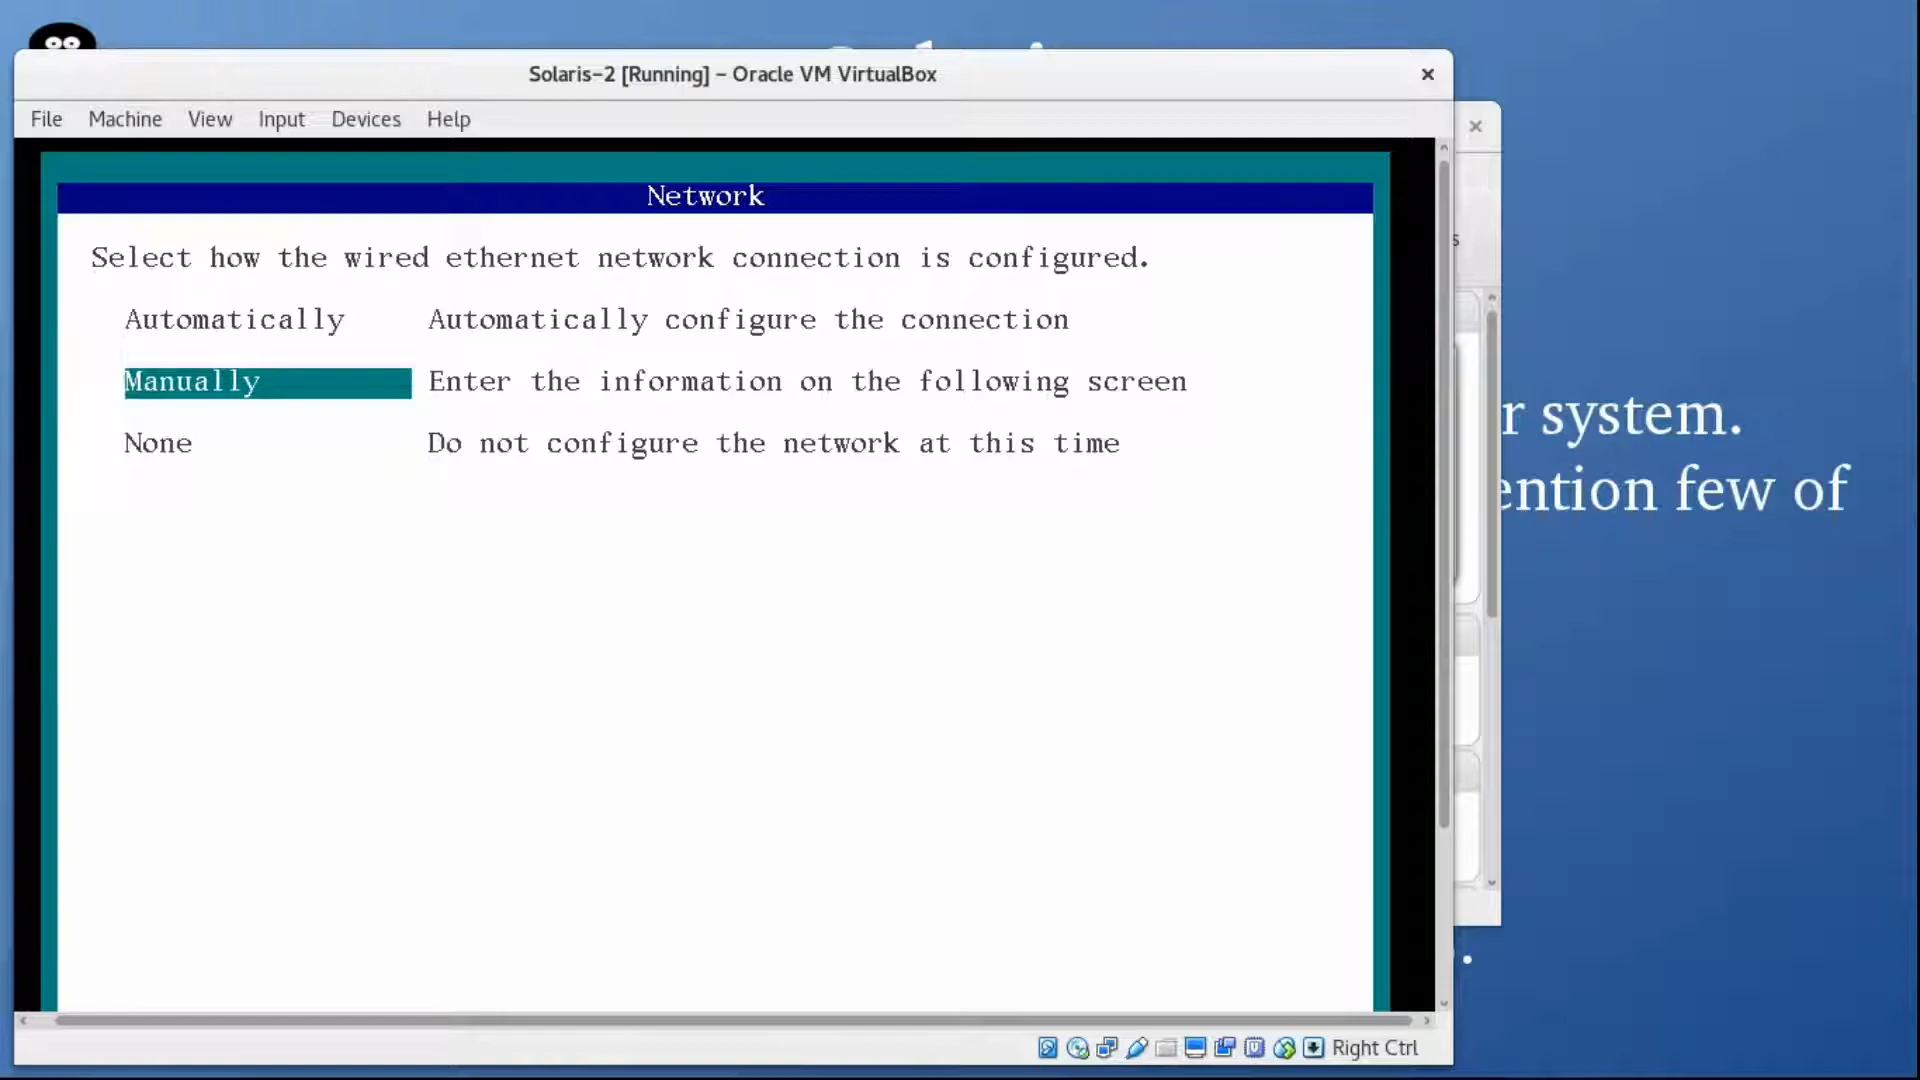 Solaris-2 [Running] - Oracle VM VirtualBox
File Machine View Input Devices Help
Network
Select how the wired ethernet network connection is configured.
Automatically Automatically configure the connection
Manually Enter the information on the following screen
None Do not configure the network at this time
s
r system.
ention few of
.
Right Ctrl